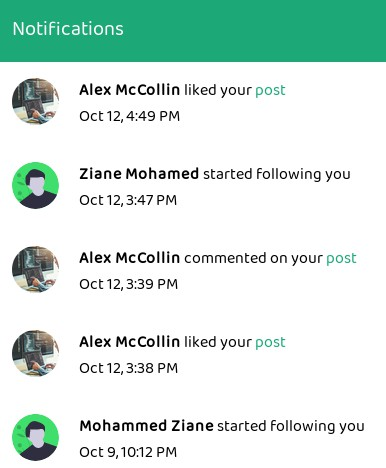 Notifications
Alex McCollin liked your post
Oct 12, 4:49 PM
Ziane Mohamed started following you
Oct 12, 3:47 PM
Alex McCollin commented on your post
Oct 12, 3:39 PM
Alex McCollin liked your post
Oct 12, 3:38 PM
Mohammed Ziane started following you
Oct 9, 10:12 PM